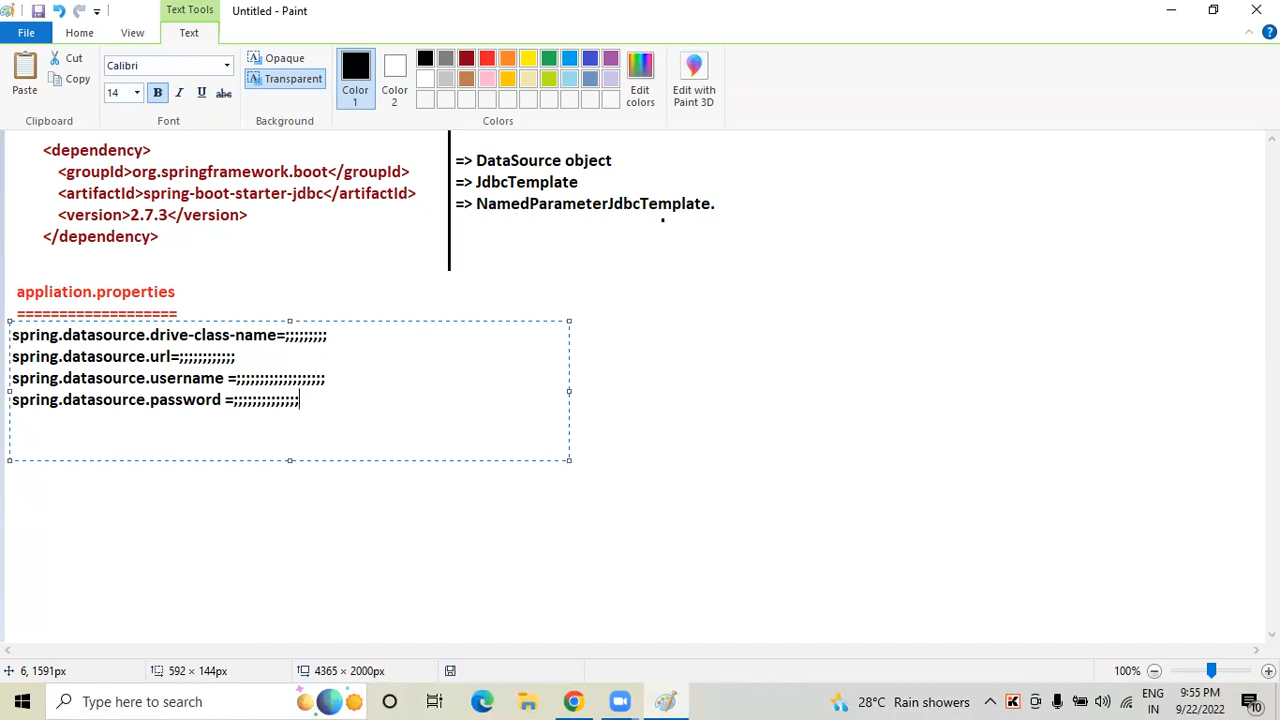 Text Tools
Untitled - Paint
File
Home
View
Text
Paste
Cut
Copy
Calibri
14
B
I
U
abc
Opaque
Transparent
Color 1
Color 2
Edit colors
Edit with Paint 3D
Clipboard
Font
Background
Colors
<dependency>
<groupId>org.springframework.boot</groupId>
<artifactId>spring-boot-starter-jdbc</artifactId>
<version>2.7.3</version>
</dependency>
=> DataSource object
=> JdbcTemplate
=> NamedParameterJdbcTemplate.
appliation.properties
===================
spring.datasource.drive-class-name=;;;;;;;;;
spring.datasource.url=;;;;;;;;;;;;
spring.datasource.username =;;;;;;;;;;;;;;;;;;;
spring.datasource.password =;;;;;;;;;;;;;;
6, 1591px
592 × 144px
4365 × 2000px
100%
Type here to search
28°C Rain showers
ENG
IN
9:55 PM
9/22/2022
10